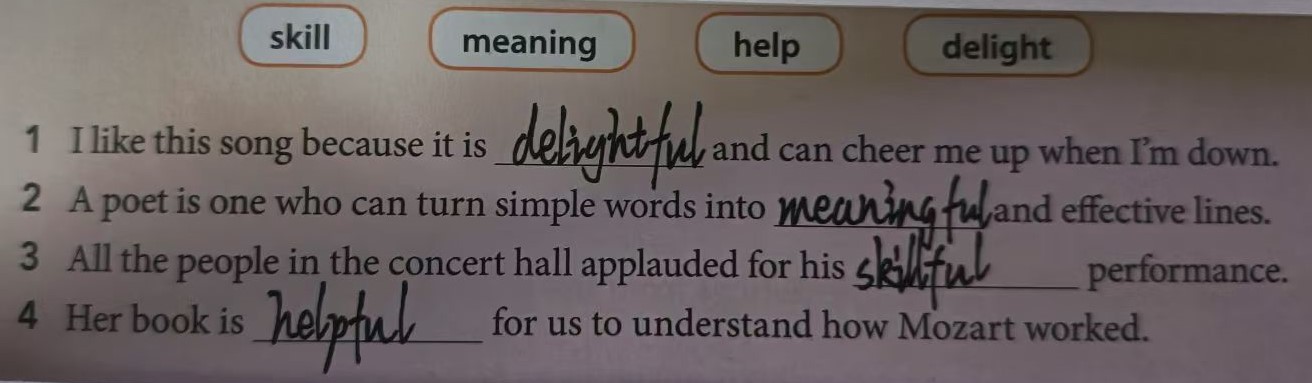 skill meaning help delight
1 I like this song because it is delightful and can cheer me up when I'm down.
2 A poet is one who can turn simple words into meaningful and effective lines.
3 All the people in the concert hall applauded for his skillful performance.
4 Her book is helpful for us to understand how Mozart worked.